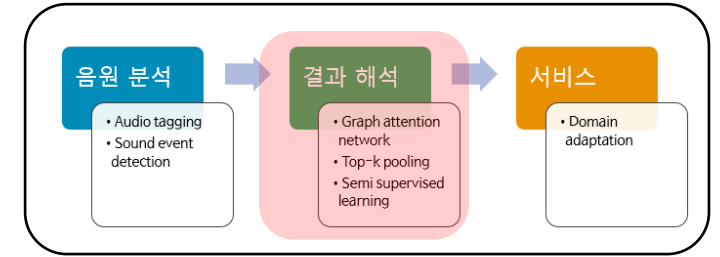 음원 분석
• Audio tagging
• Sound event
detection
결과 해석
• Graph attention
network
• Top-k pooling
• Semi supervised
learning
서비스
• Domain
adaptation